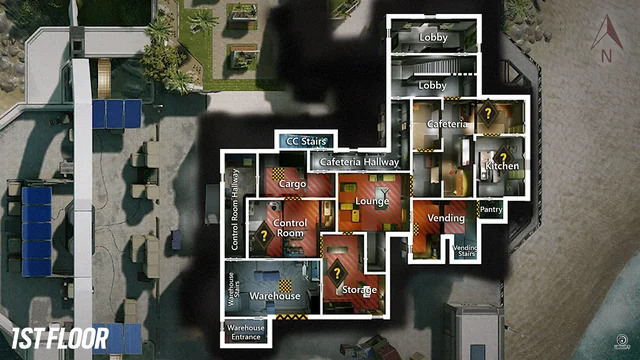 Lobby
Lobby
Cafeteria
?
CC Stairs
Cafeteria Hallway
?
Kitchen
Cargo
Control Room Hallway
Lounge
Pantry
Control
Room
?
Vending
Vending
Stairs
?
Warehouse
Stairs
Warehouse
Storage
Warehouse
Entrance
1ST FLOOR
N